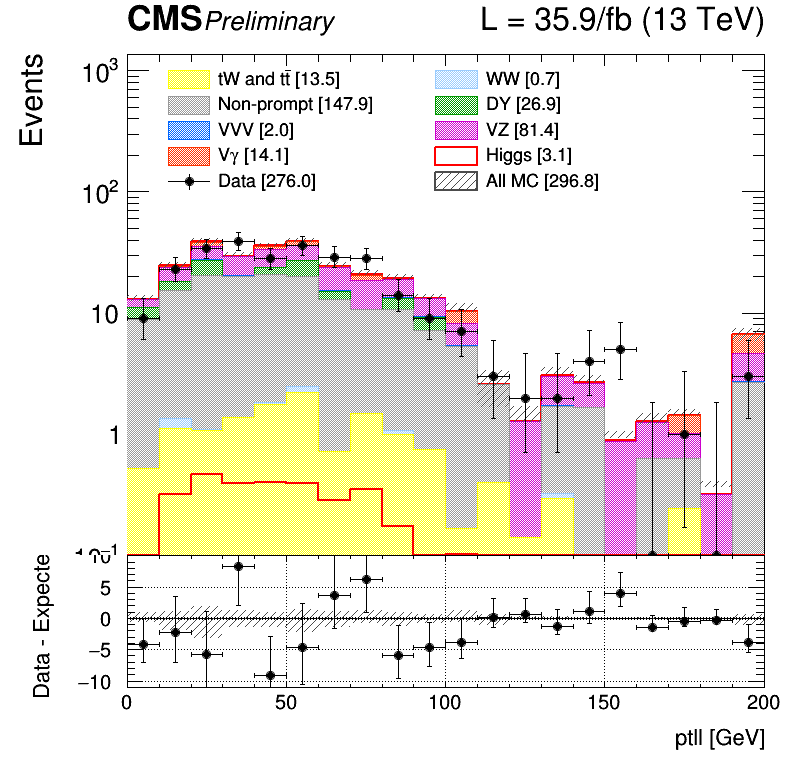 CMS Preliminary L = 35.9/fb (13 TeV)
Events
10³
10²
10
1
tW and tt̄ [13.5]
Non-prompt [147.9]
VVV [2.0]
Vγ [14.1]
Data [276.0]
WW [0.7]
DY [26.9]
VZ [81.4]
Higgs [3.1]
All MC [296.8]
Data - Expecte
5
0
−5
−10
0 50 100 150 200
ptll [GeV]